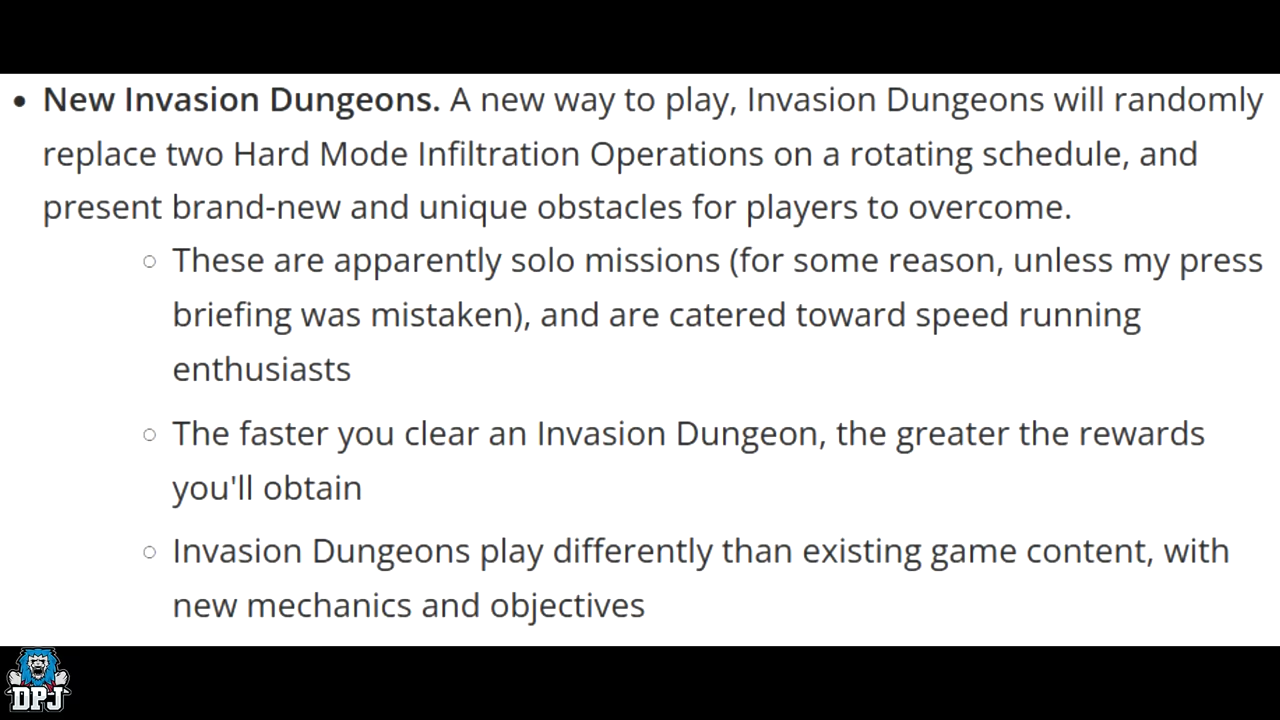 • New Invasion Dungeons. A new way to play, Invasion Dungeons will randomly
replace two Hard Mode Infiltration Operations on a rotating schedule, and
present brand-new and unique obstacles for players to overcome.
○ These are apparently solo missions (for some reason, unless my press
briefing was mistaken), and are catered toward speed running
enthusiasts
○ The faster you clear an Invasion Dungeon, the greater the rewards
you'll obtain
○ Invasion Dungeons play differently than existing game content, with
new mechanics and objectives
DPJ